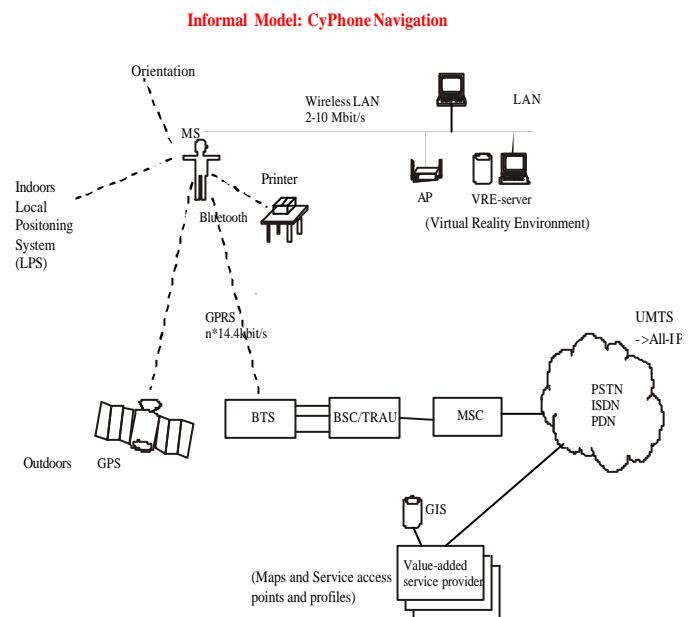 Informal Model: CyPhone Navigation
Orientation
Wireless LAN
2-10 Mbit/s
LAN
MS
Indoors
Local
Positoning
System
(LPS)
Printer
Bluetooth
AP
VRE-server
(Virtual Reality Environment)
GPRS
n*14.4kbit/s
UMTS
->All-IP
PSTN
ISDN
PDN
BTS
BSC/TRAU
MSC
Outdoors
GPS
GIS
Value-added
service provider
(Maps and Service access
points and profiles)